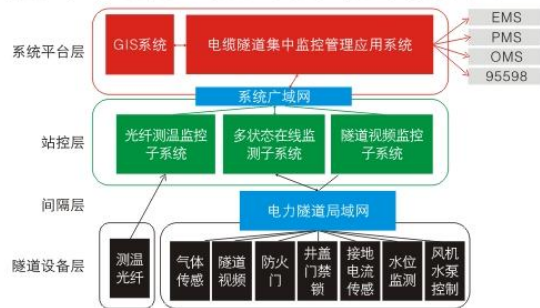 EMS
PMS
OMS
95598
系统平台层
GIS系统
电缆隧道集中监控管理应用系统
系统广域网
站控层
光纤测温监控
子系统
多状态在线监
测子系统
隧道视频监控
子系统
间隔层
电力隧道局域网
隧道设备层
测温
光纤
气体
传感
隧道
视频
防火
门
井盖
门禁
锁
接地
电流
传感
水位
监测
风机
水泵
控制